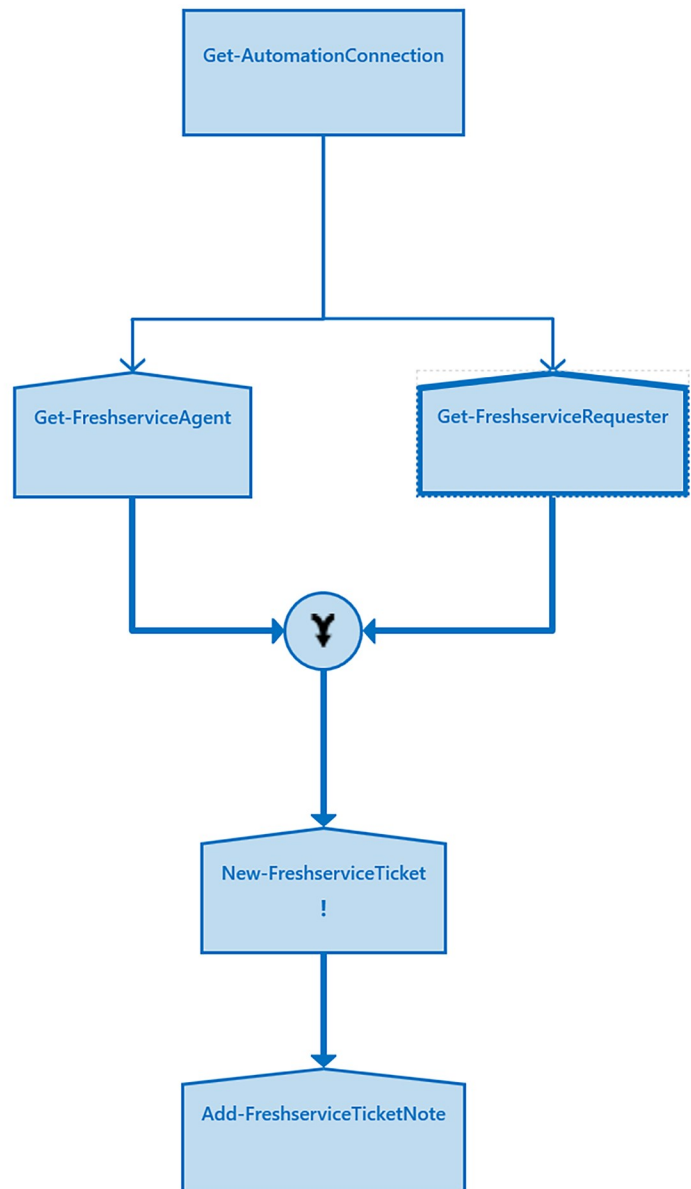 Get-AutomationConnection
Get-FreshserviceAgent
Get-FreshserviceRequester
New-FreshserviceTicket
!
Add-FreshserviceTicketNote